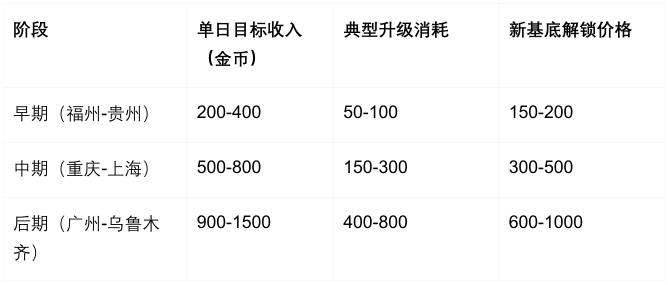 阶段 单日目标收入 典型升级消耗 新基底解锁价格
（金币）
早期（福州-贵州） 200-400 50-100 150-200
中期（重庆-上海） 500-800 150-300 300-500
后期（广州-乌鲁木 900-1500 400-800 600-1000
齐）